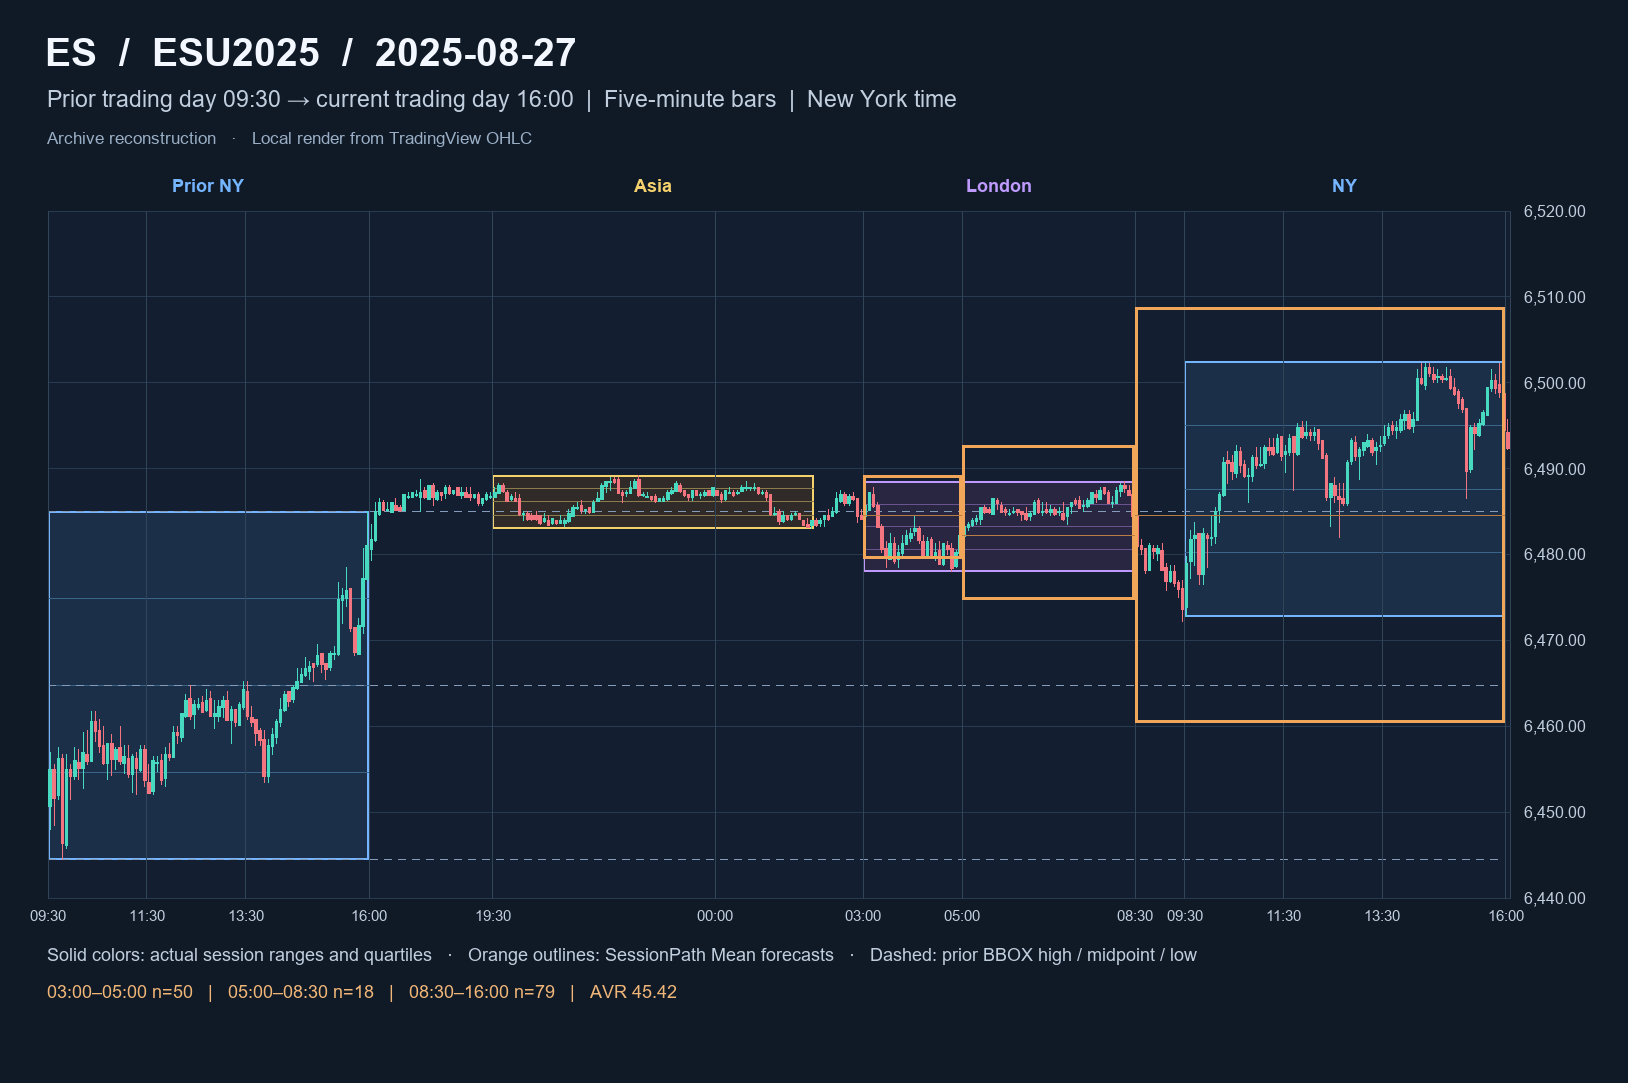 ES / ESU2025 / 2025-08-27
Prior trading day 09:30 → current trading day 16:00 | Five-minute bars | New York time
Archive reconstruction · Local render from TradingView OHLC
Prior NY Asia London NY
6,520.00
6,510.00
6,500.00
6,490.00
6,480.00
6,470.00
6,460.00
6,450.00
6,440.00
09:30 11:30 13:30 16:00 19:30 00:00 03:00 05:00 08:30 09:30 11:30 13:30 16:00
Solid colors: actual session ranges and quartiles · Orange outlines: SessionPath Mean forecasts · Dashed: prior BBOX high / midpoint / low
03:00–05:00 n=50 | 05:00–08:30 n=18 | 08:30–16:00 n=79 | AVR 45.42